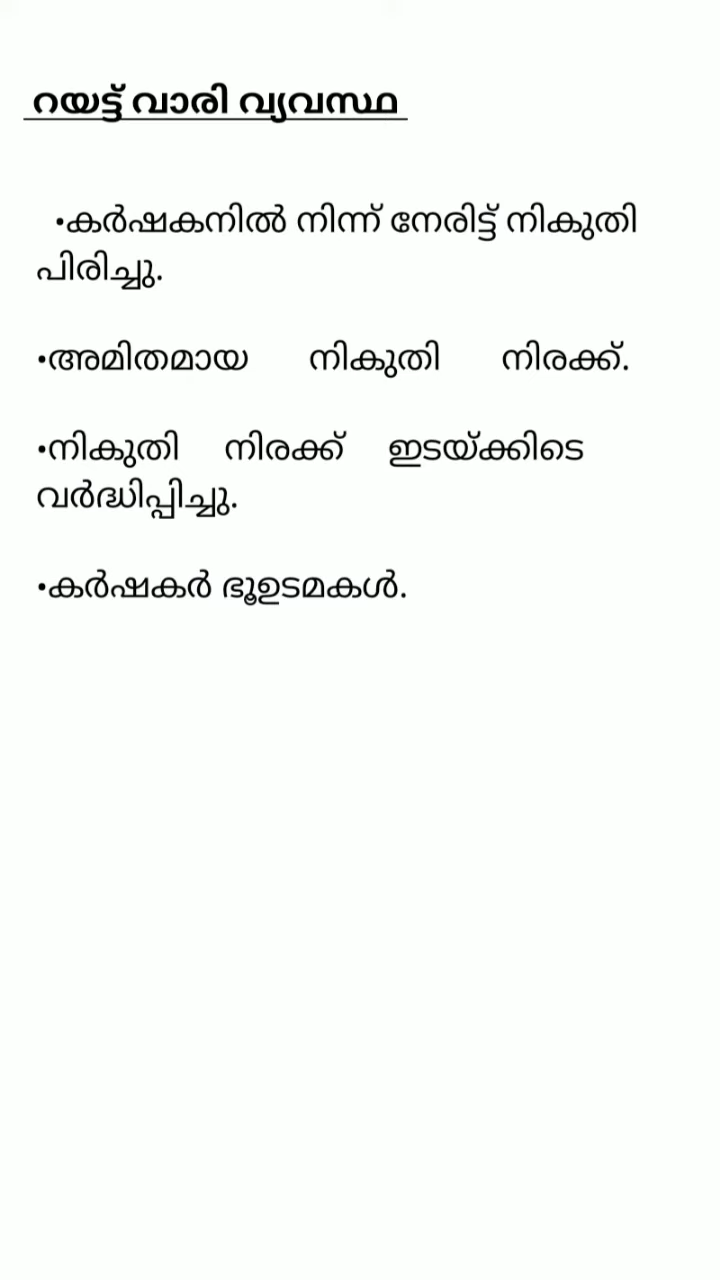 റയട്ട് വാരി വ്യവസ്ഥ
•കർഷകനിൽ നിന്ന് നേരിട്ട് നികുതി
പിരിച്ചു.
•അമിതമായ നികുതി നിരക്ക്.
•നികുതി നിരക്ക് ഇടയ്ക്കിടെ
വർദ്ധിപ്പിച്ചു.
•കർഷകർ ഭൂഉടമകൾ.